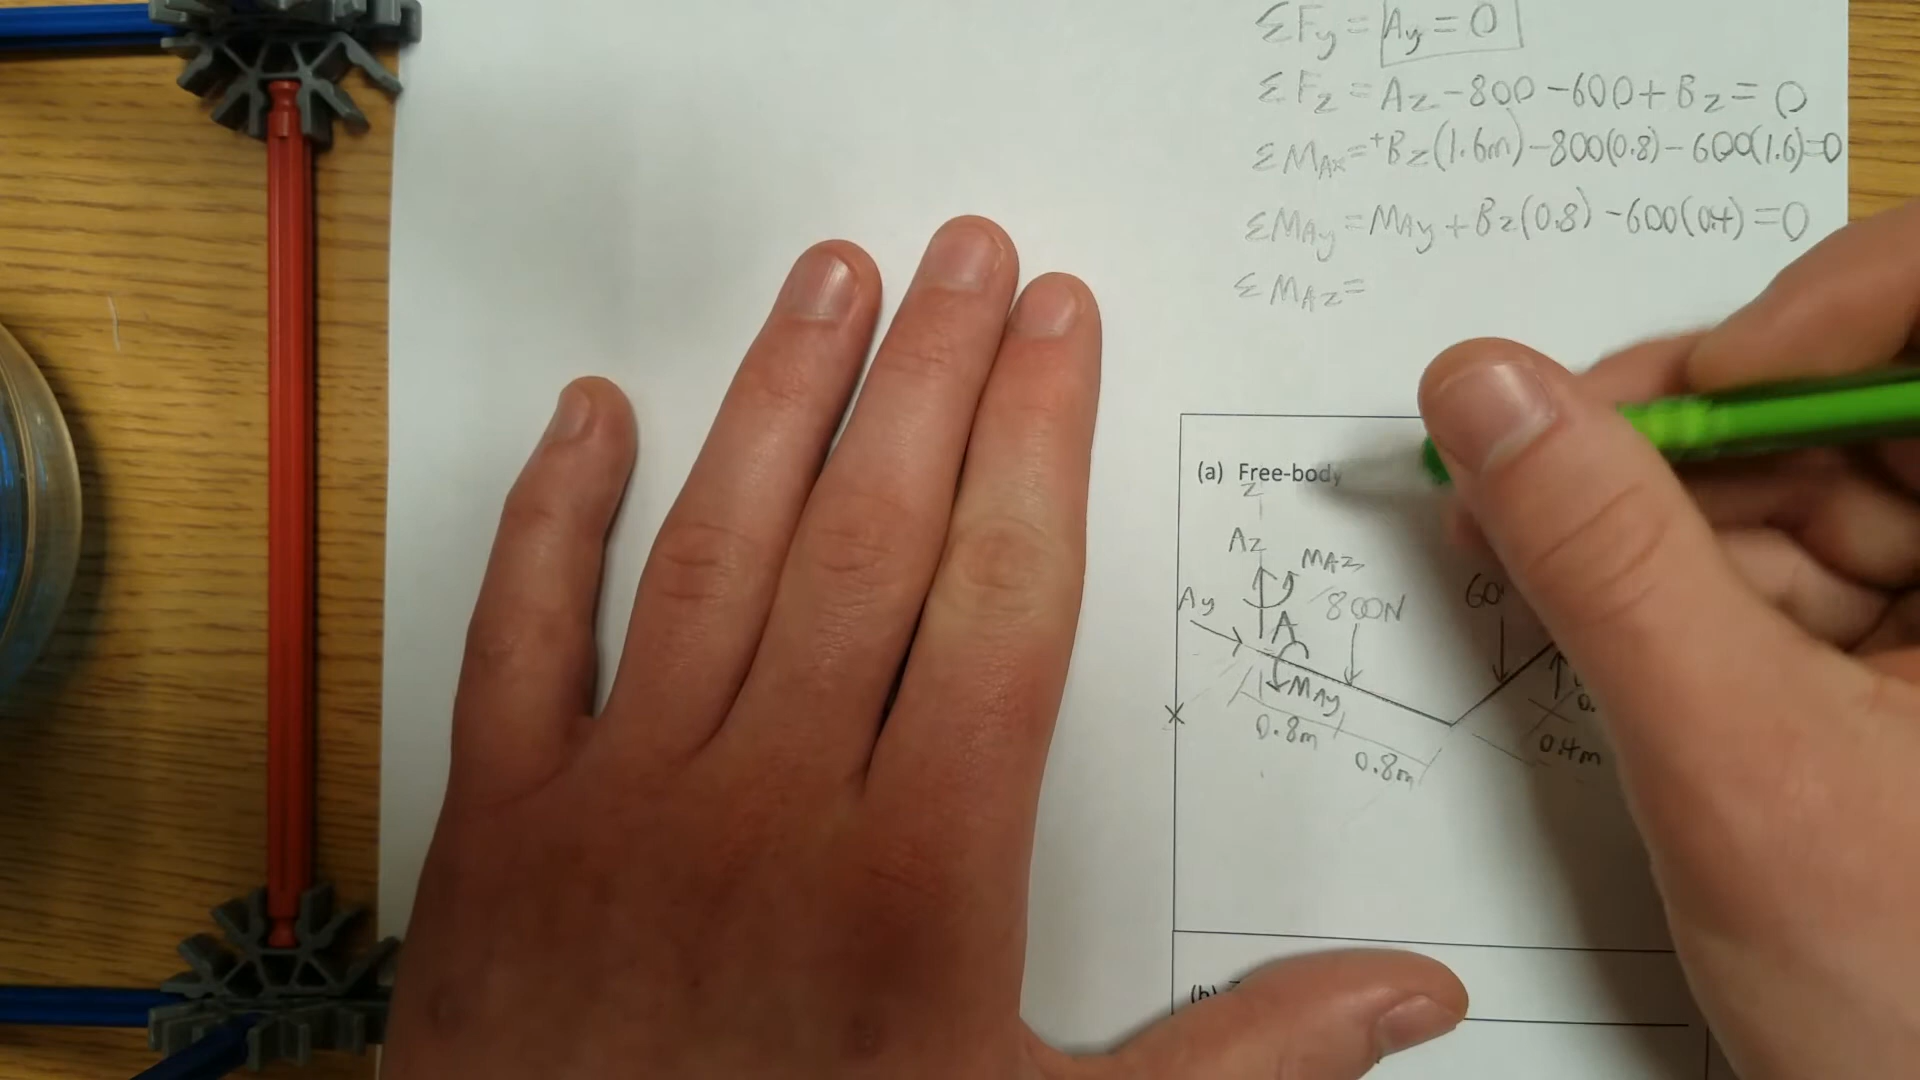 ΣFy = Ay = 0
ΣFz = Az - 800 - 600 + Bz = 0
ΣMAx = +Bz(1.6m) - 800(0.8) - 600(1.6) = 0
ΣMAy = MAy + Bz(0.8) - 600(0.4) = 0
ΣMAz =
(a) Free-body
z
Az
MAz
Ay
800N
60
A
MAy
x
0.8m
0.8m
0.
0.4m
(b)